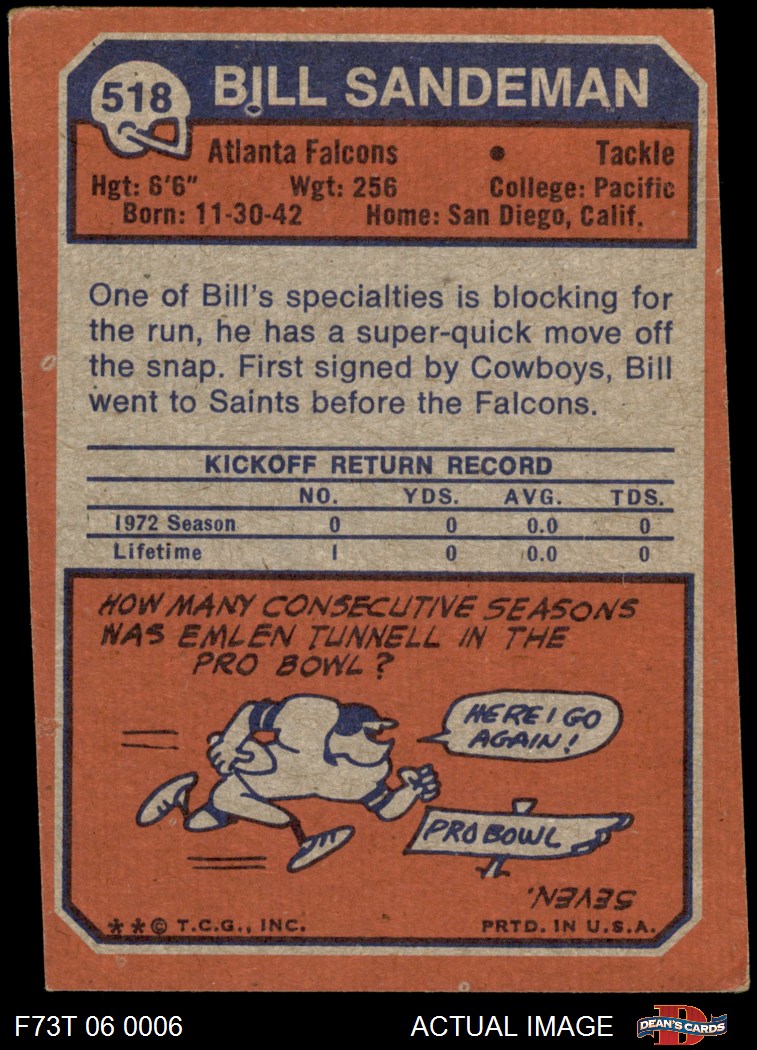 518
BILL SANDEMAN
Atlanta Falcons • Tackle
Hgt: 6'6" Wgt: 256 College: Pacific
Born: 11-30-42 Home: San Diego, Calif.
One of Bill's specialties is blocking for
the run, he has a super-quick move off
the snap. First signed by Cowboys, Bill
went to Saints before the Falcons.
KICKOFF RETURN RECORD
NO. YDS. AVG. TDS.
1972 Season 0 0 0.0 0
Lifetime 1 0 0.0 0
HOW MANY CONSECUTIVE SEASONS
WAS EMLEN TUNNELL IN THE
PRO BOWL?
HERE I GO
AGAIN!
PRO BOWL
SEVEN.
**© T.C.G., INC. PRTD. IN U.S.A.
F73T 06 0006 ACTUAL IMAGE
D
DEAN'S CARDS